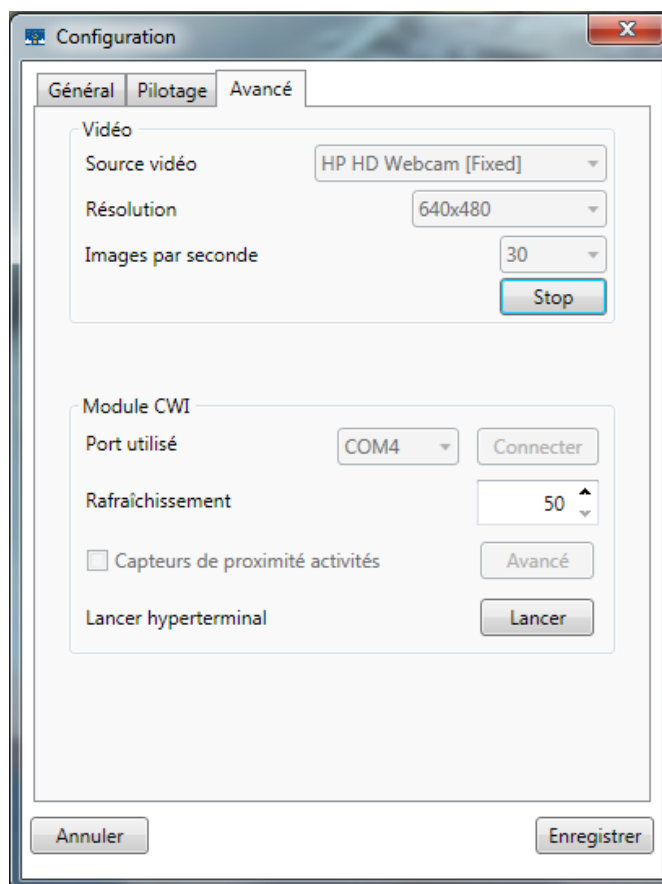 Configuration
Général Pilotage Avancé
Vidéo
Source vidéo HP HD Webcam [Fixed]
Résolution 640x480
Images par seconde 30
Stop
Module CWI
Port utilisé COM4 Connecter
Rafraîchissement 50
Capteurs de proximité activités Avancé
Lancer hyperterminal Lancer
Annuler Enregistrer